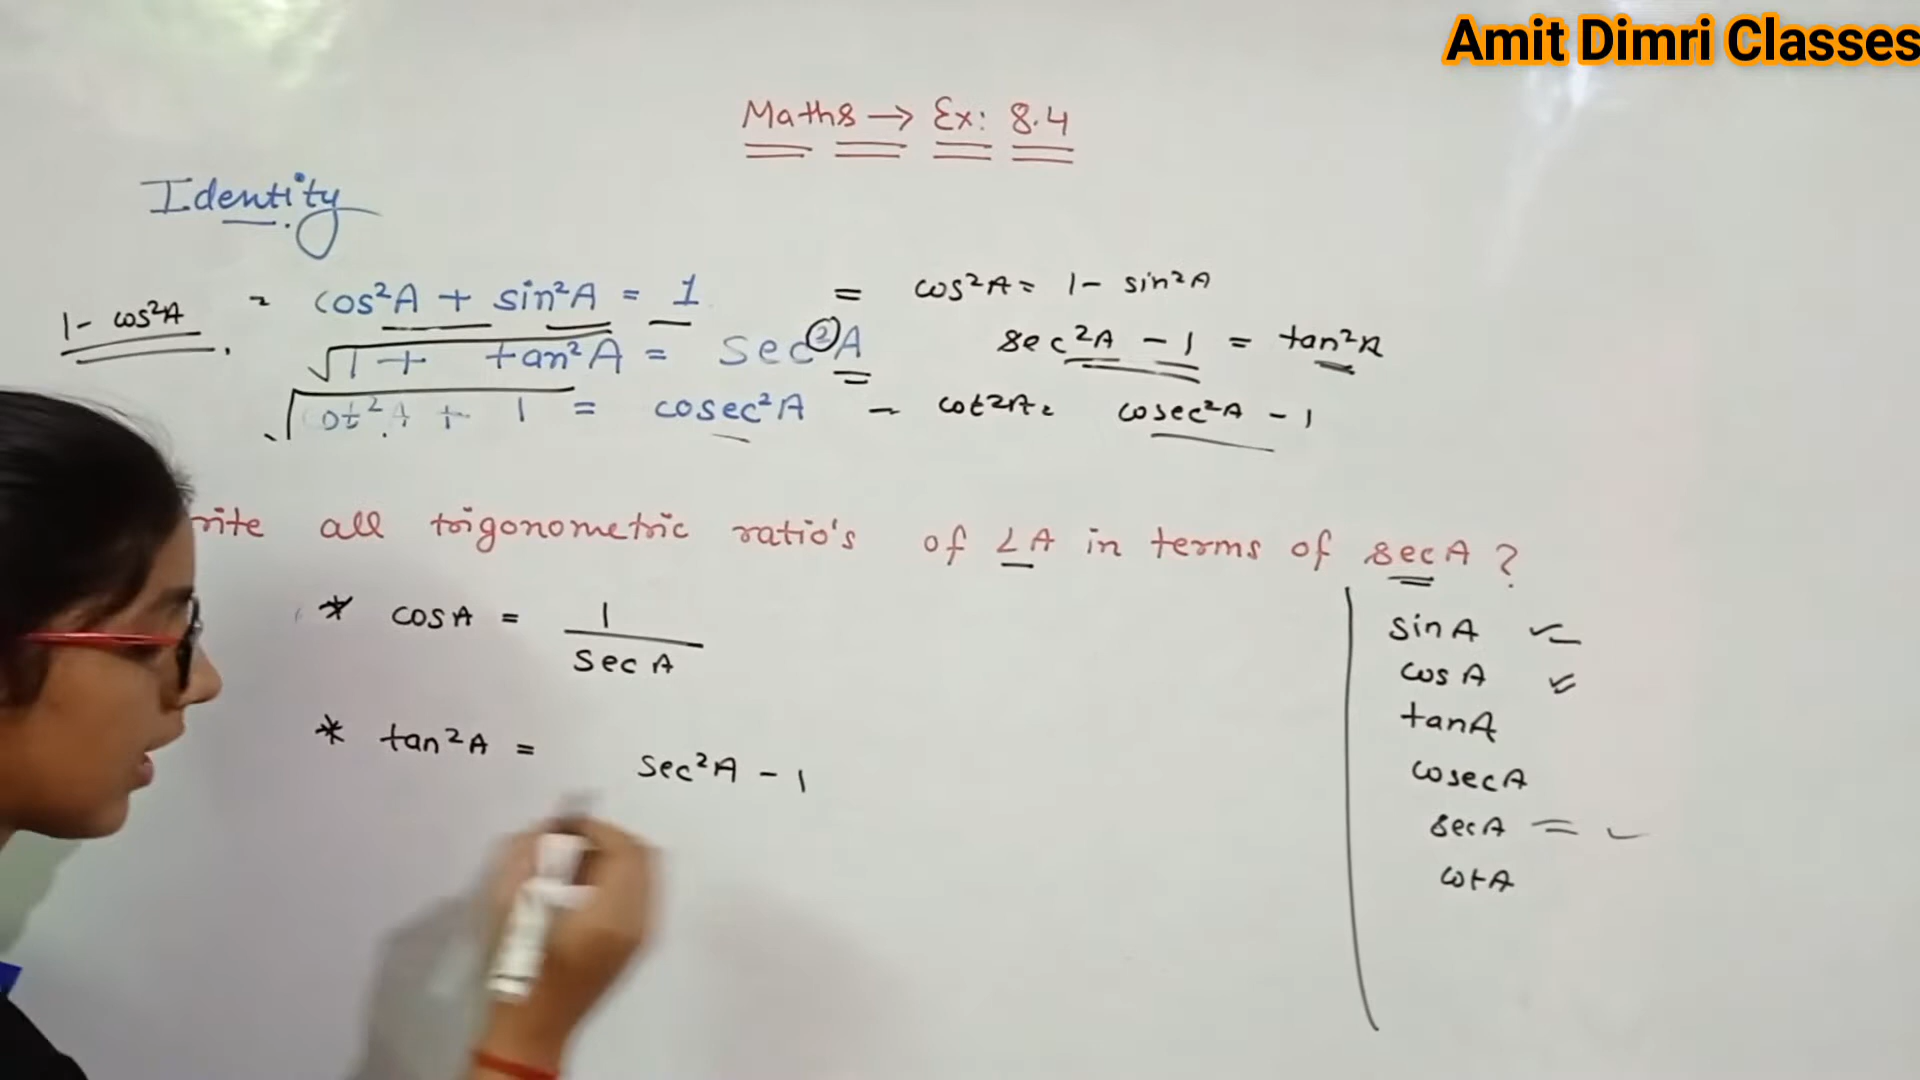 Amit Dimri Classes
Maths → Ex: 8.4
Identity
1 - cos²A = cos²A + sin²A = 1 = cos²A = 1 - sin²A
√1 + tan²A = sec²A sec²A - 1 = tan²A
√cot²A + 1 = cosec²A - cot²A = cosec²A - 1
rite all trigonometric ratio's of ∠A in terms of secA ?
* cosA = 1
sec A
* tan²A = sec²A - 1
sinA
cosA
tanA
cosecA
secA =
cotA